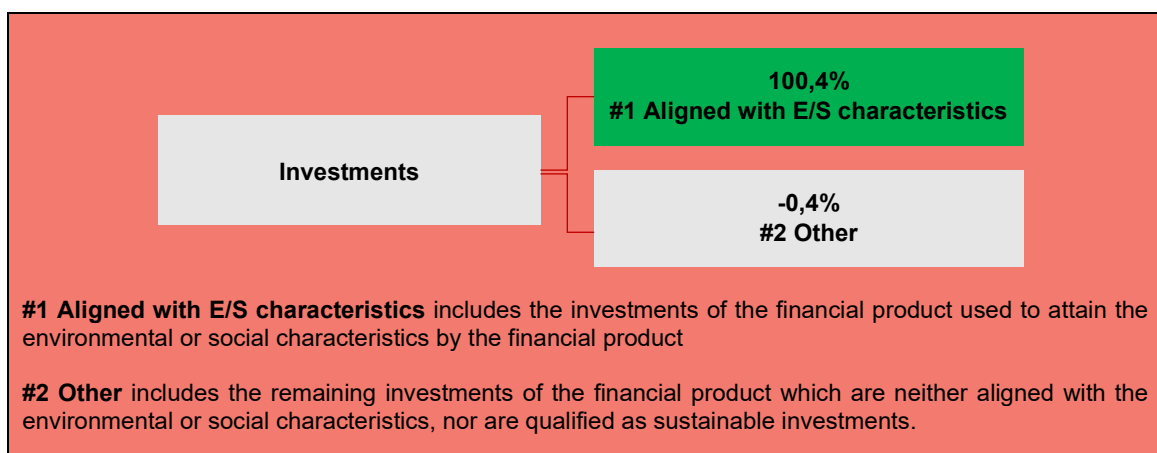 100,4%
#1 Aligned with E/S characteristics
Investments
-0,4%
#2 Other
#1 Aligned with E/S characteristics includes the investments of the financial product used to attain the
environmental or social characteristics by the financial product
#2 Other includes the remaining investments of the financial product which are neither aligned with the
environmental or social characteristics, nor are qualified as sustainable investments.